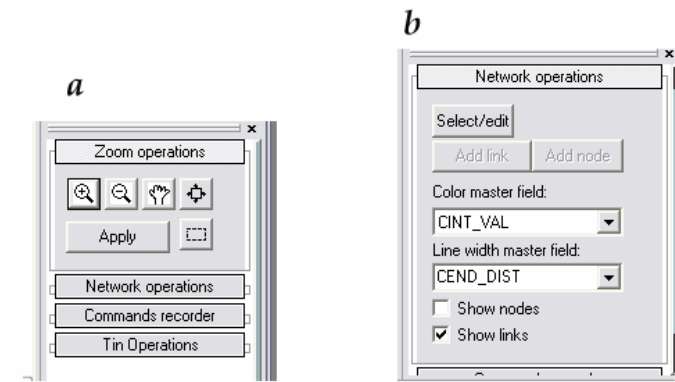 a
Zoom operations
Apply
Network operations
Commands recorder
Tin Operations
b
Network operations
Select/edit
Add link Add node
Color master field:
CINT_VAL
Line width master field:
CEND_DIST
Show nodes
Show links